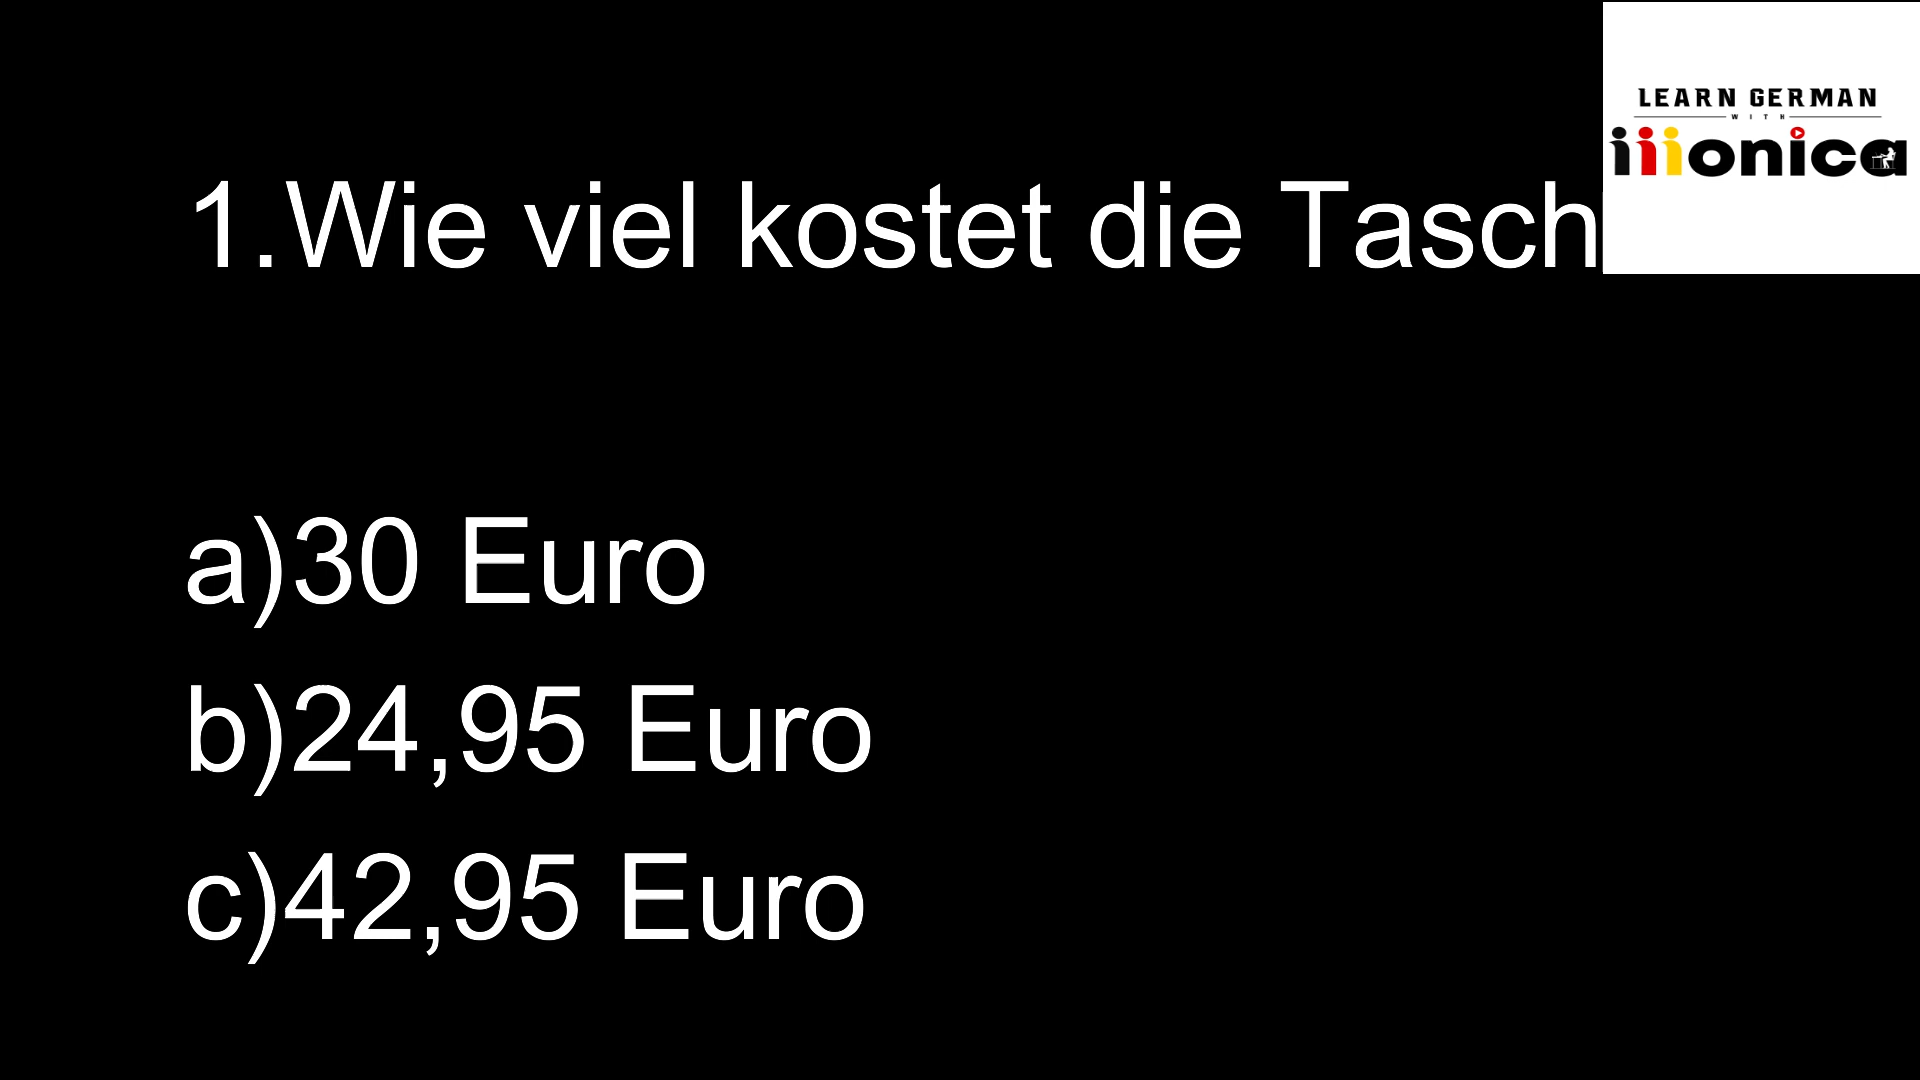 LEARN GERMAN
WITH
monica
1.Wie viel kostet die Tasch
a)30 Euro
b)24,95 Euro
c)42,95 Euro